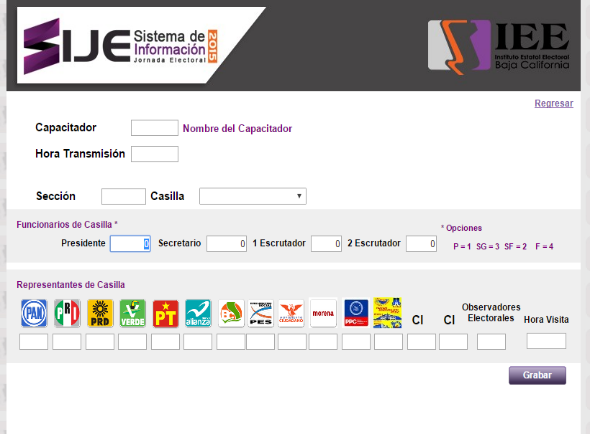 SIJE Sistema de Información 2015
Jornada Electoral
IEE
Instituto Estatal Electoral
Baja California
Regresar
Capacitador Nombre del Capacitador
Hora Transmisión
Sección Casilla
Funcionarios de Casilla *
* Opciones
Presidente 0 Secretario 0 1 Escrutador 0 2 Escrutador 0
P = 1 SG = 3 SF = 2 F = 4
Representantes de Casilla
PAN PRD PRD VERDE PT alianza PES morena PPC CI CI Observadores Electorales Hora Visita
Grabar